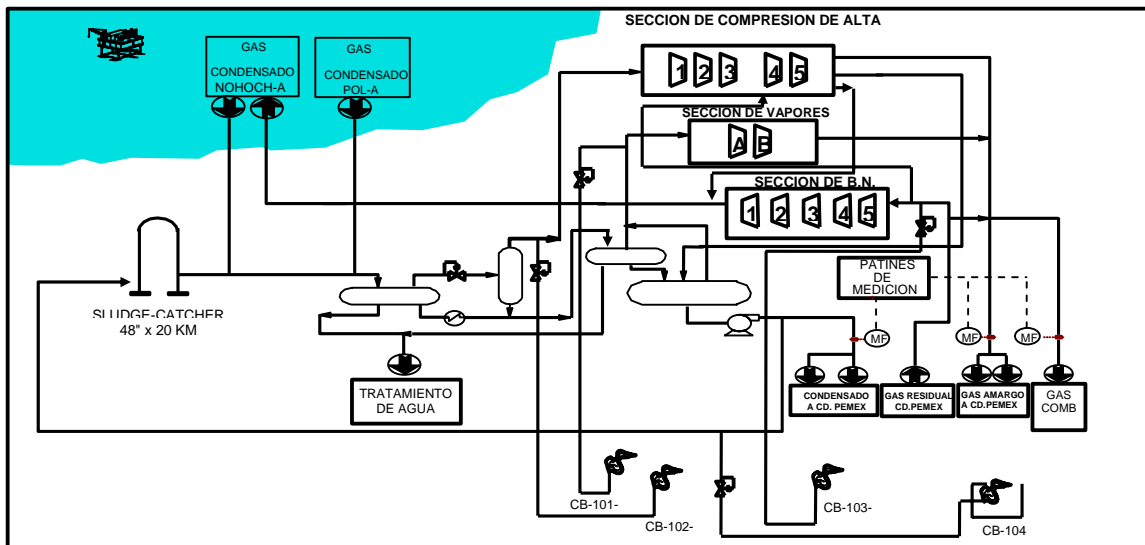 SECCION DE COMPRESION DE ALTA
GAS
CONDENSADO
NOHOCH-A
GAS
CONDENSADO
POL-A
1 2 3 4 5
SECCION DE VAPORES
A B
SECCION DE B.N.
1 2 3 4 5
PATINES
DE
MEDICION
SLUDGE-CATCHER
48" x 20 KM
MF
MF
MF
TRATAMIENTO
DE AGUA
CONDENSADO
A CD. PEMEX
GAS RESIDUAL
CD.PEMEX
GAS AMARGO
A CD.PEMEX
GAS
COMB
CB-101-
CB-102-
CB-103-
CB-104